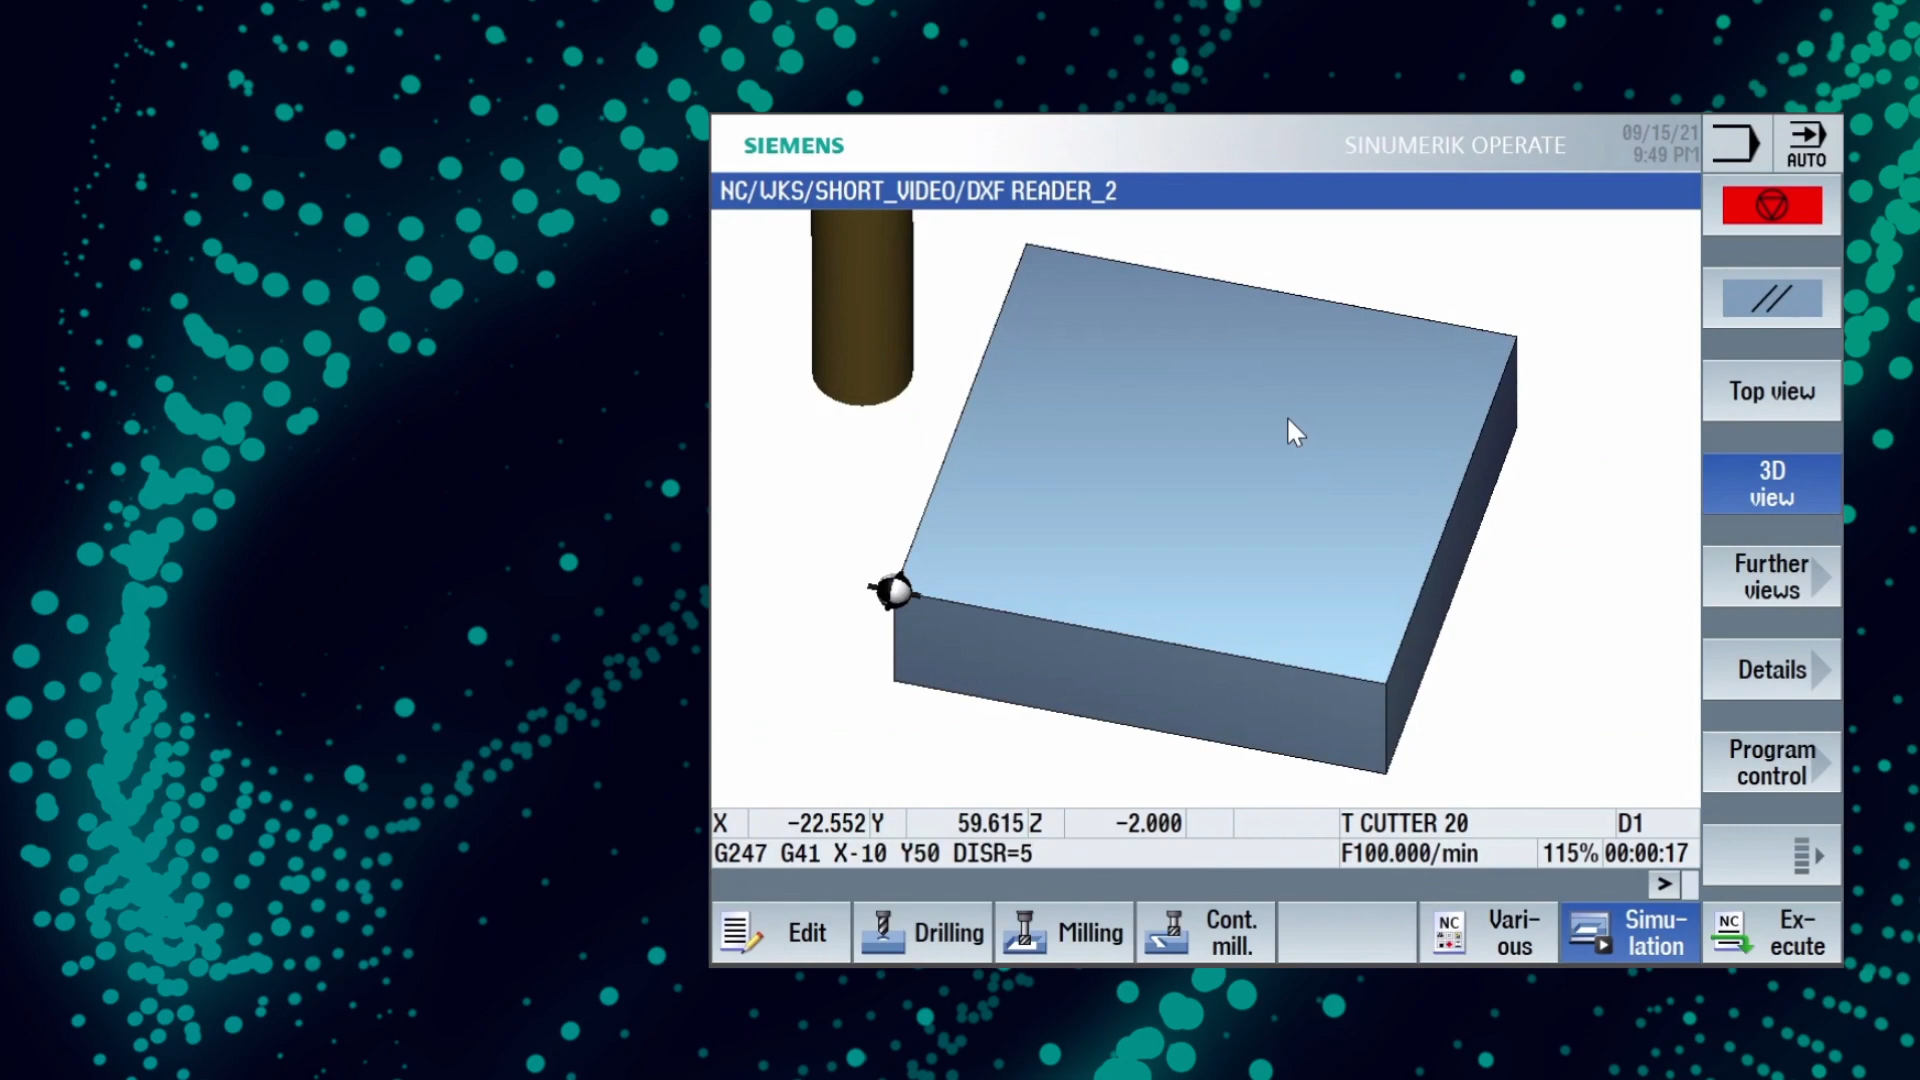 SIEMENS
SINUMERIK OPERATE
09/15/21
9:49 PM
AUTO
NC/WKS/SHORT_VIDEO/DXF READER_2
Top view
3D
view
Further
views
Details
Program
control
X -22.552 Y 59.615 Z -2.000 T CUTTER 20 D1
G247 G41 X-10 Y50 DISR=5 F100.000/min 115% 00:00:17
>
Edit
Drilling
Milling
Cont.
mill.
NC
Vari-
ous
Simu-
lation
NC
Ex-
ecute